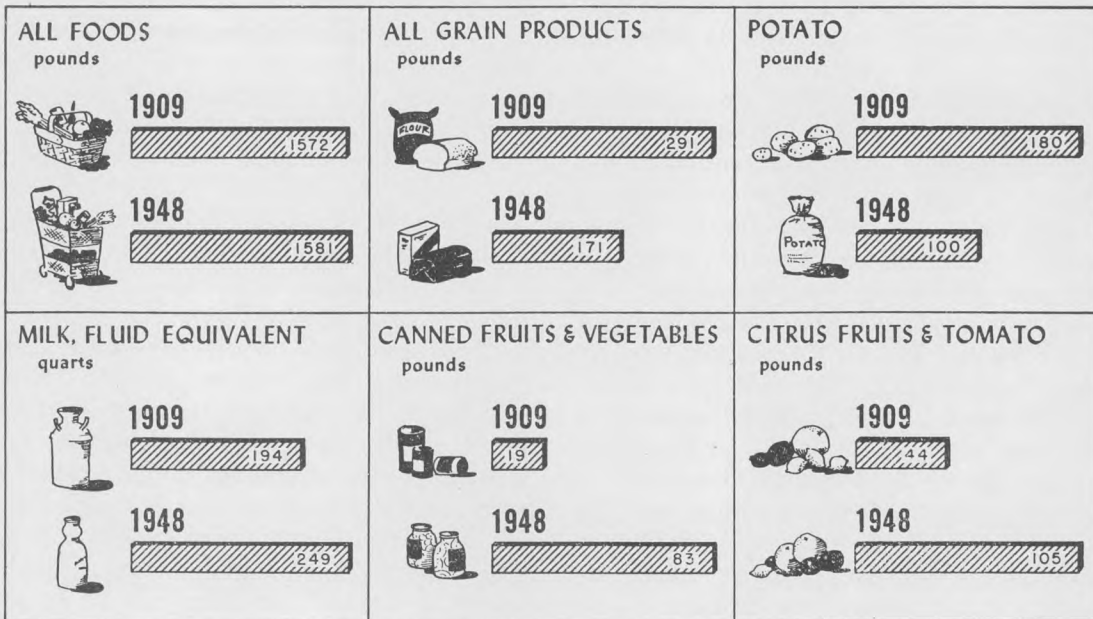 ALL FOODS
pounds
1909
1572
1948
1581
ALL GRAIN PRODUCTS
pounds
1909
FLOUR
291
1948
171
POTATO
pounds
1909
180
1948
POTATO
100
MILK, FLUID EQUIVALENT
quarts
1909
194
1948
249
CANNED FRUITS & VEGETABLES
pounds
1909
19
1948
83
CITRUS FRUITS & TOMATO
pounds
1909
44
1948
105